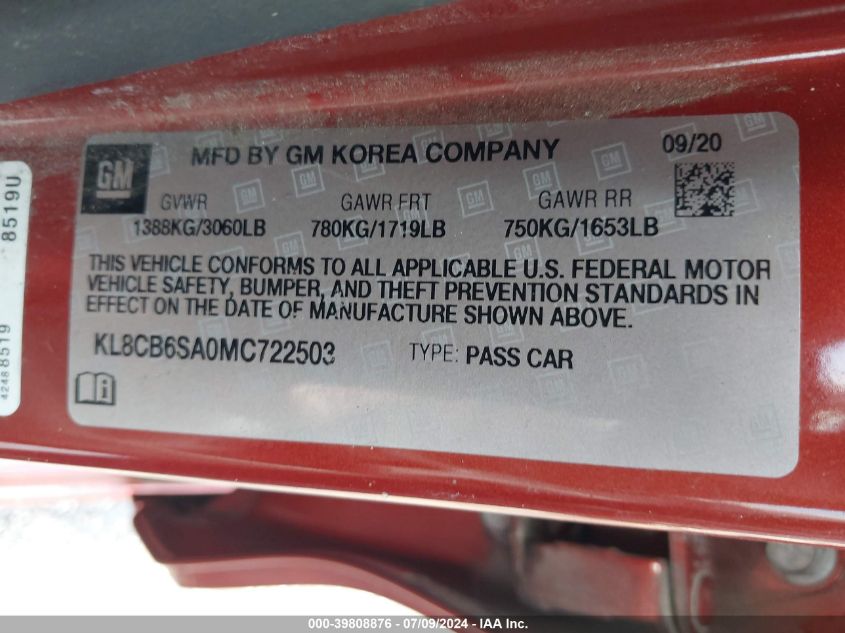 GM
MFD BY GM KOREA COMPANY
09/20
GVWR
GAWR FRT
GAWR RR
1388KG/3060LB
780KG/1719LB
750KG/1653LB
THIS VEHICLE CONFORMS TO ALL APPLICABLE U.S. FEDERAL MOTOR
VEHICLE SAFETY, BUMPER, AND THEFT PREVENTION STANDARDS IN
EFFECT ON THE DATE OF MANUFACTURE SHOWN ABOVE.
KL8CB6SA0MC722503
TYPE: PASS CAR
8519U
42488519
000-39808876 / 07/09/2024 - IAA Inc.